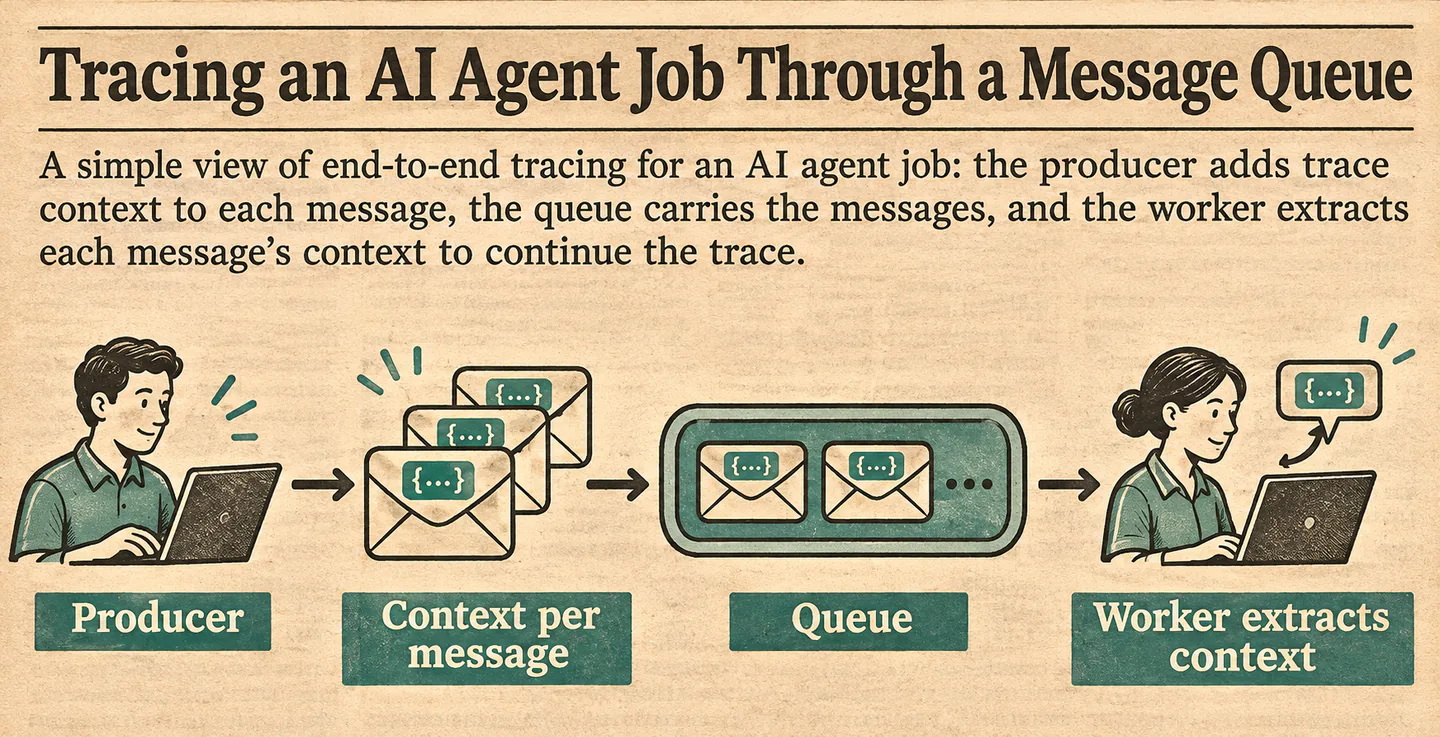 Tracing an AI Agent Job Through a Message Queue
A simple view of end-to-end tracing for an AI agent job: the producer adds trace
context to each message, the queue carries the messages, and the worker extracts
each message’s context to continue the trace.
{...}
{...}
{...}
{...}
{...}
{...}
Producer
Context per
message
Queue
Worker extracts
context